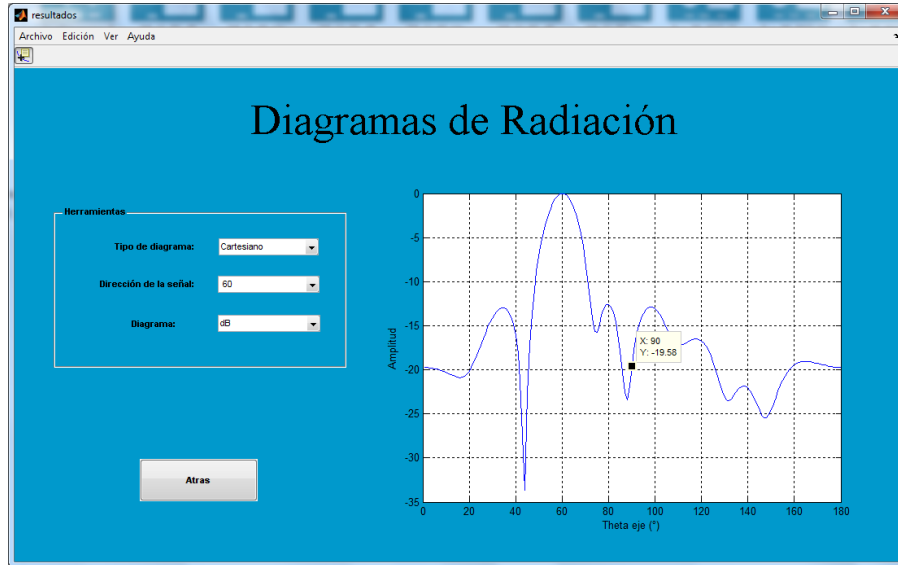 resultados
Archivo Edición Ver Ayuda
Diagramas de Radiación
Herramientas
Tipo de diagrama: Cartesiano
Dirección de la señal: 60
Diagrama: dB
Atras
0
-5
-10
-15
-20
-25
-30
-35
Amplitud
X: 90
Y: -19.58
0 20 40 60 80 100 120 140 160 180
Theta eje (°)